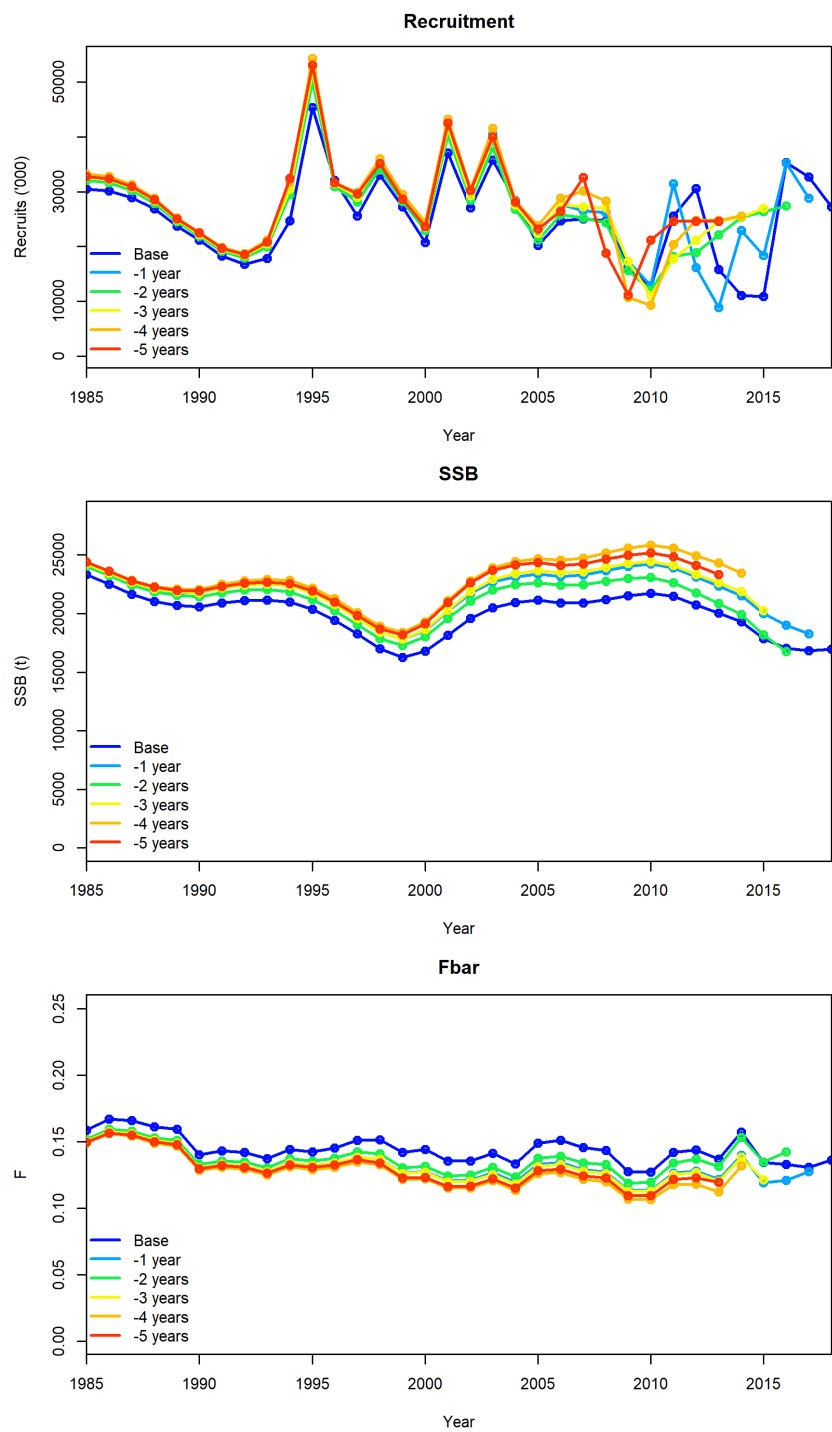 Recruitment
Recruits ('000)
50000
30000
10000
0
Base
-1 year
-2 years
-3 years
-4 years
-5 years
1985 1990 1995 2000 2005 2010 2015
Year
SSB
SSB (t)
25000
20000
15000
10000
5000
0
Base
-1 year
-2 years
-3 years
-4 years
-5 years
1985 1990 1995 2000 2005 2010 2015
Year
Fbar
F
0.25
0.20
0.15
0.10
0.05
0.00
Base
-1 year
-2 years
-3 years
-4 years
-5 years
1985 1990 1995 2000 2005 2010 2015
Year